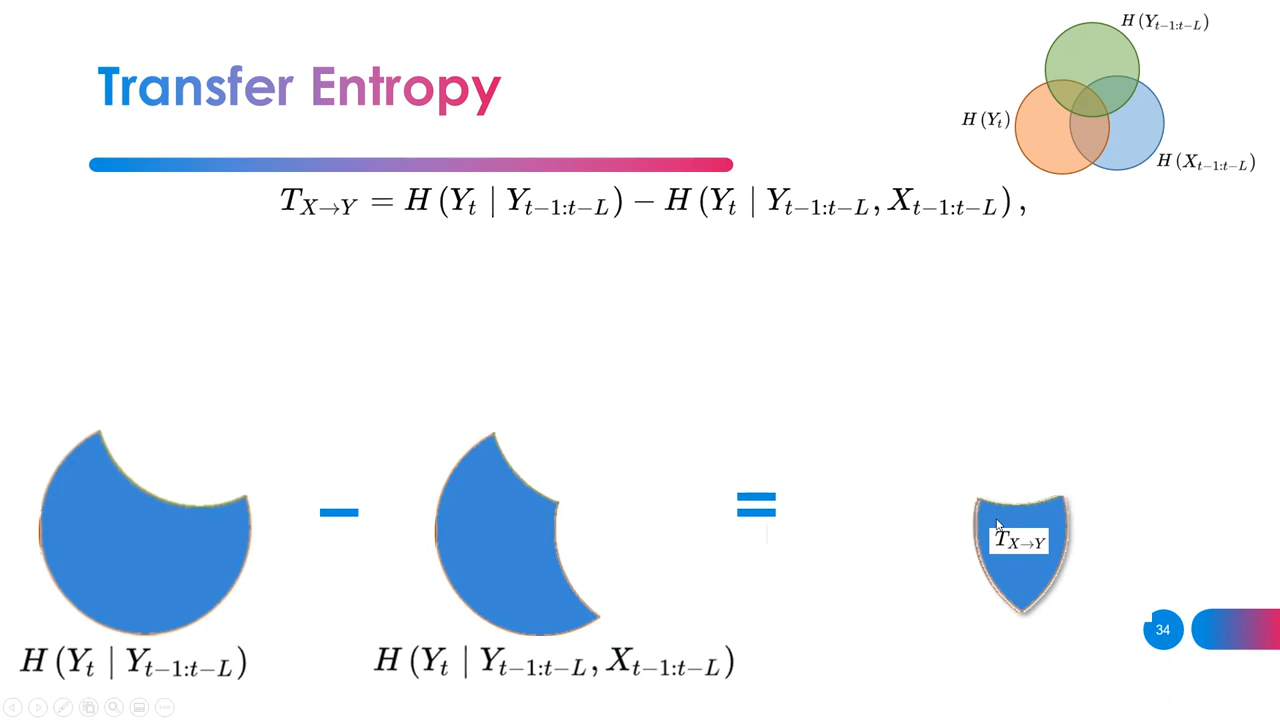 H(Y_{t−1:t−L})
Transfer Entropy
H(Y_t)
H(X_{t−1:t−L})
T_{X→Y} = H(Y_t | Y_{t−1:t−L}) − H(Y_t | Y_{t−1:t−L}, X_{t−1:t−L}),
−
=
T_{X→Y}
34
H(Y_t | Y_{t−1:t−L})
H(Y_t | Y_{t−1:t−L}, X_{t−1:t−L})